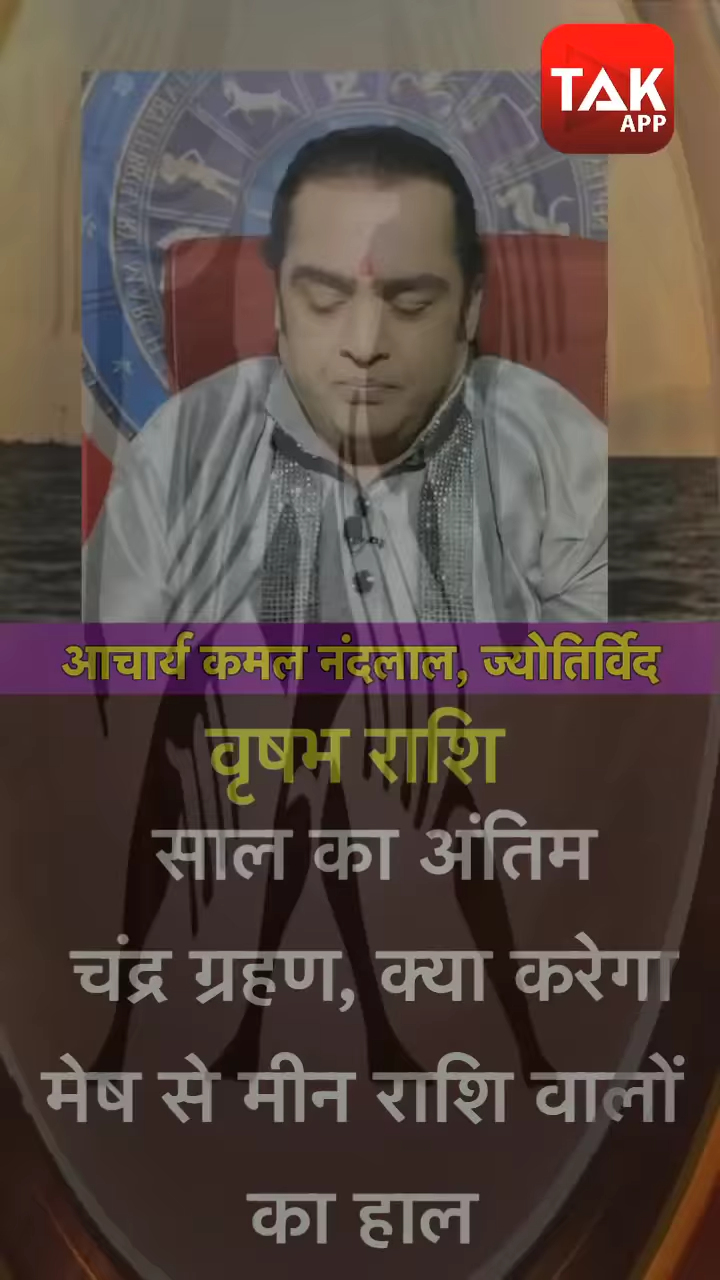 TAK
APP
आचार्य कमल नंदलाल, ज्योतिर्विद
वृषभ राशि
साल का अंतिम
चंद्र ग्रहण, क्या करेगा
मेष से मीन राशि वालों
का हाल